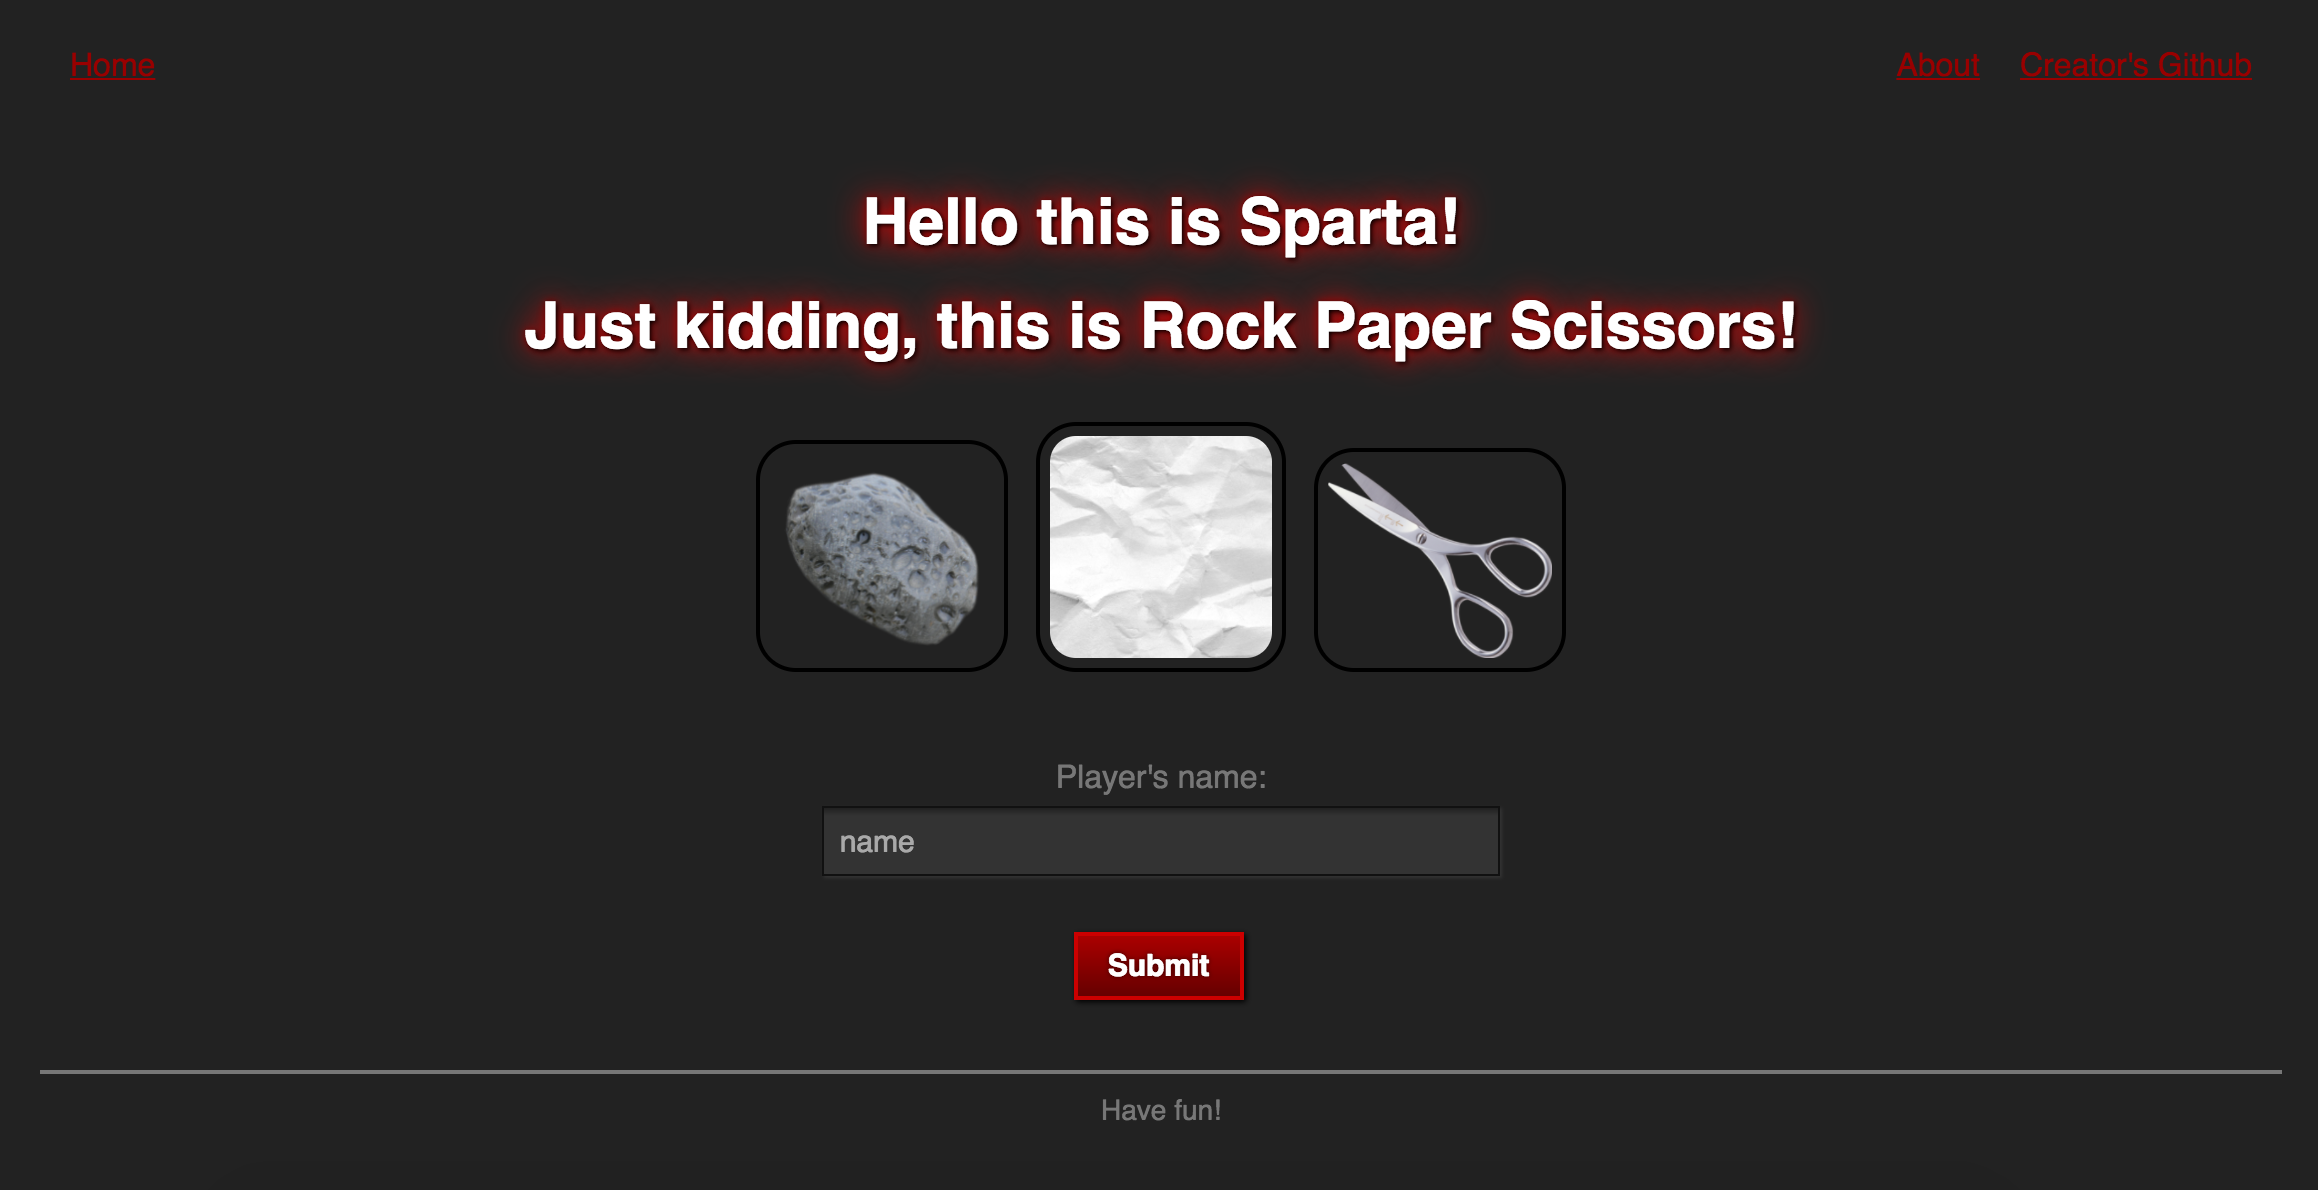 Home
About
Creator's Github
Hello this is Sparta!
Just kidding, this is Rock Paper Scissors!
Player's name:
name
Submit
Have fun!